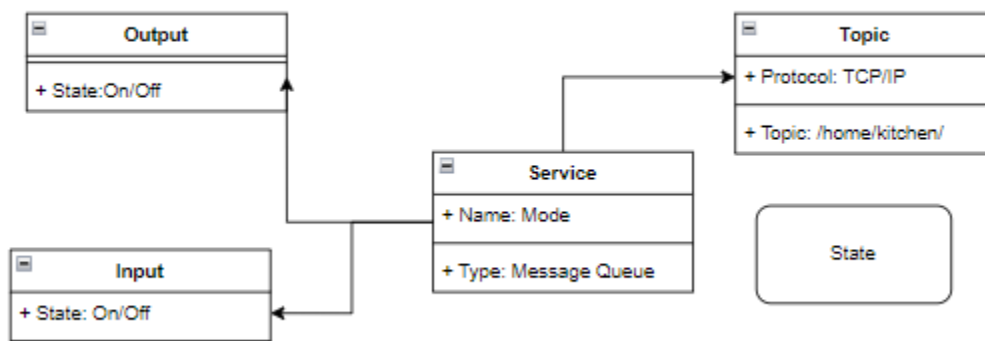 Output
+ State:On/Off
Topic
+ Protocol: TCP/IP
+ Topic: /home/kitchen/
Service
+ Name: Mode
+ Type: Message Queue
State
Input
+ State: On/Off